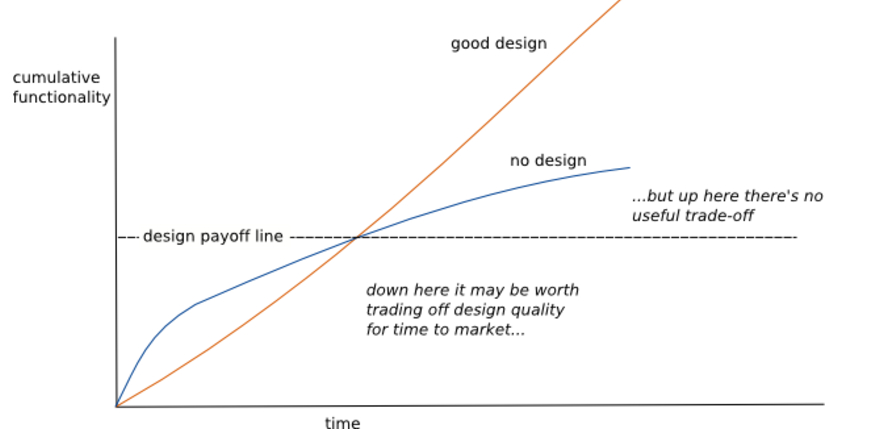 good design
cumulative
functionality
no design
...but up here there's no
useful trade-off
design payoff line
down here it may be worth
trading off design quality
for time to market...
time